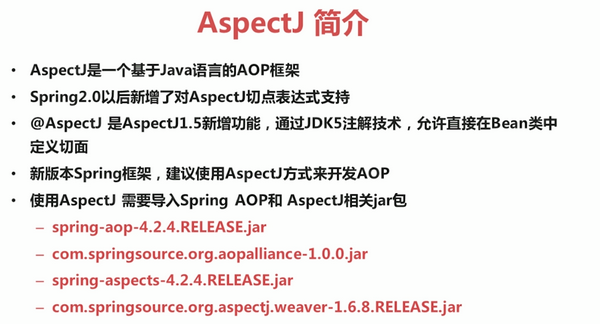 AspectJ 简介
• AspectJ是一个基于Java语言的AOP框架
• Spring2.0以后新增了对AspectJ切点表达式支持
• @AspectJ 是AspectJ1.5新增功能，通过JDK5注解技术，允许直接在Bean类中
定义切面
• 新版本Spring框架，建议使用AspectJ方式来开发AOP
• 使用AspectJ 需要导入Spring AOP和 AspectJ相关jar包
– spring-aop-4.2.4.RELEASE.jar
– com.springsource.org.aopalliance-1.0.0.jar
– spring-aspects-4.2.4.RELEASE.jar
– com.springsource.org.aspectj.weaver-1.6.8.RELEASE.jar